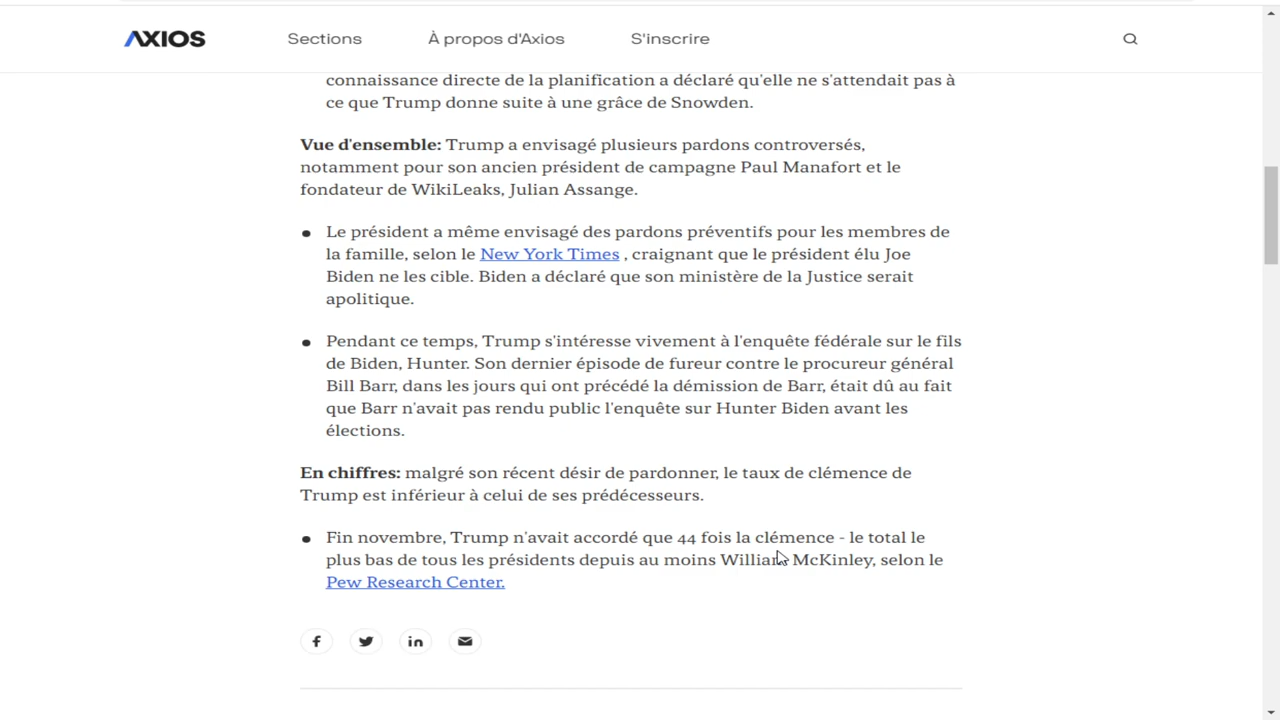 AXIOS
Sections
À propos d'Axios
S'inscrire
connaissance directe de la planification a déclaré qu'elle ne s'attendait pas à
ce que Trump donne suite à une grâce de Snowden.
Vue d'ensemble: Trump a envisagé plusieurs pardons controversés,
notamment pour son ancien président de campagne Paul Manafort et le
fondateur de WikiLeaks, Julian Assange.
Le président a même envisagé des pardons préventifs pour les membres de
la famille, selon le New York Times , craignant que le président élu Joe
Biden ne les cible. Biden a déclaré que son ministère de la Justice serait
apolitique.
Pendant ce temps, Trump s'intéresse vivement à l'enquête fédérale sur le fils
de Biden, Hunter. Son dernier épisode de fureur contre le procureur général
Bill Barr, dans les jours qui ont précédé la démission de Barr, était dû au fait
que Barr n'avait pas rendu public l'enquête sur Hunter Biden avant les
élections.
En chiffres: malgré son récent désir de pardonner, le taux de clémence de
Trump est inférieur à celui de ses prédécesseurs.
Fin novembre, Trump n'avait accordé que 44 fois la clémence - le total le
plus bas de tous les présidents depuis au moins William McKinley, selon le
Pew Research Center.